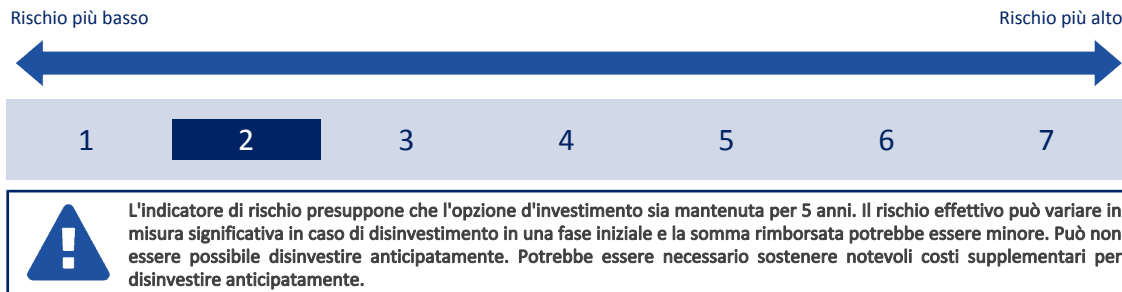 Rischio più basso Rischio più alto
1 2 3 4 5 6 7
L'indicatore di rischio presuppone che l'opzione d'investimento sia mantenuta per 5 anni. Il rischio effettivo può variare in
misura significativa in caso di disinvestimento in una fase iniziale e la somma rimborsata potrebbe essere minore. Può non
essere possibile disinvestire anticipatamente. Potrebbe essere necessario sostenere notevoli costi supplementari per
disinvestire anticipatamente.